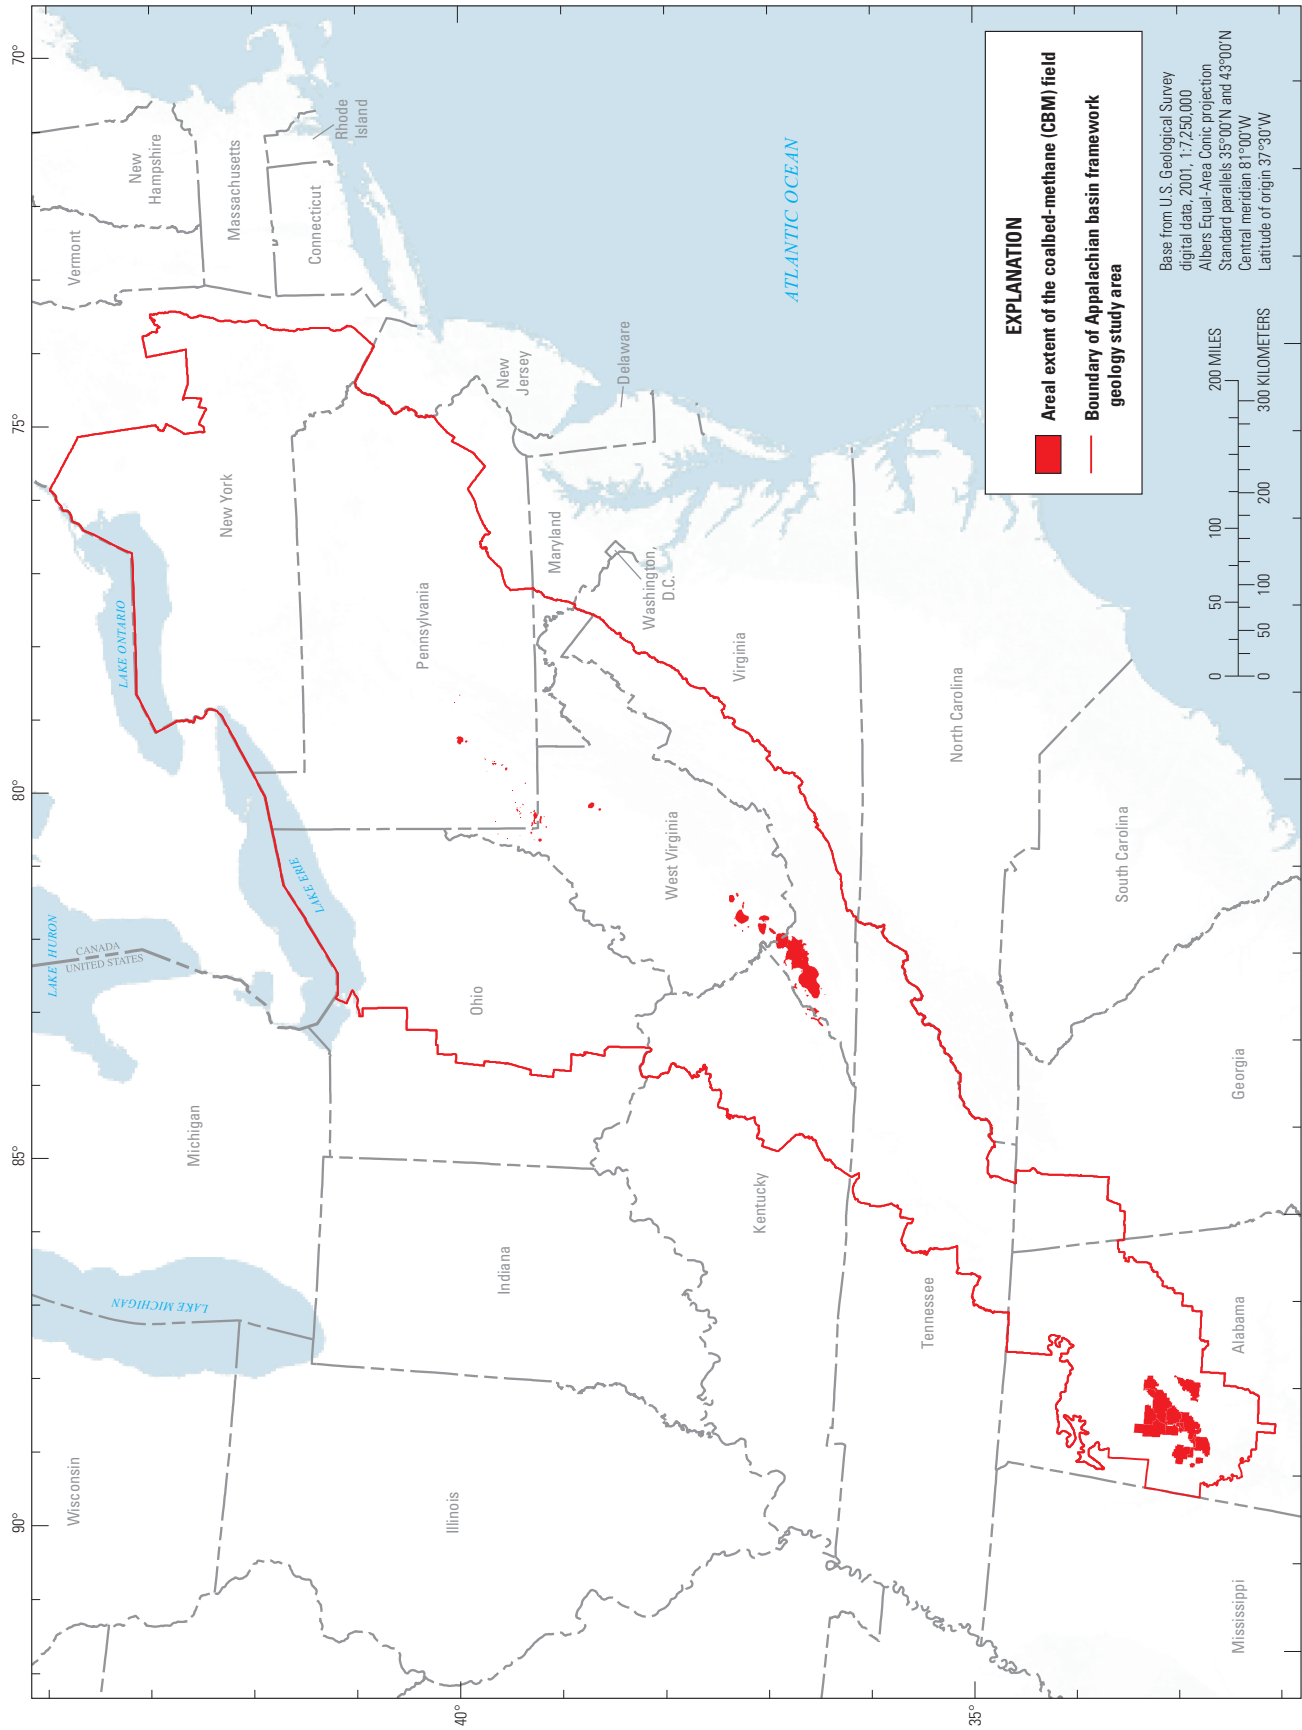 70°
75°
80°
85°
90°
40°
35°
LAKE HURON
CANADA
UNITED STATES
LAKE ONTARIO
LAKE ERIE
LAKE MICHIGAN
ATLANTIC OCEAN
Wisconsin
Michigan
Vermont
New
Hampshire
Massachusetts
Connecticut
Rhode
Island
New York
Illinois
Indiana
Ohio
Pennsylvania
New
Jersey
Delaware
Maryland
Washington,
D.C.
West Virginia
Virginia
Kentucky
Tennessee
North Carolina
South Carolina
Georgia
Alabama
Mississippi
EXPLANATION
Areal extent of the coalbed-methane (CBM) field
Boundary of Appalachian basin framework
geology study area
0 50 100 200 MILES
0 50 100 200 300 KILOMETERS
Base from U.S. Geological Survey
digital data, 2001, 1:7,250,000
Albers Equal-Area Conic projection
Standard parallels 35°00'N and 43°00'N
Central meridian 81°00'W
Latitude of origin 37°30'W